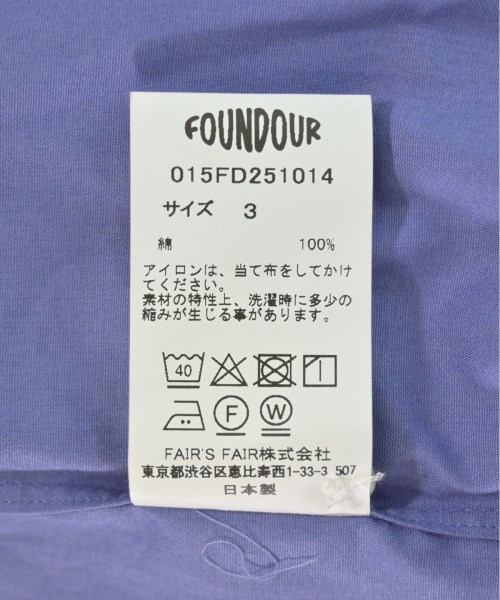 FOUNDOUR
015FD251014
サイズ 3
綿 100%
アイロンは、当て布をしてかけ
てください。
素材の特性上、洗濯時に多少の
縮みが生じる事があります。
40
F W
FAIR'S FAIR株式会社
東京都渋谷区恵比寿西1-33-3 507
日本製